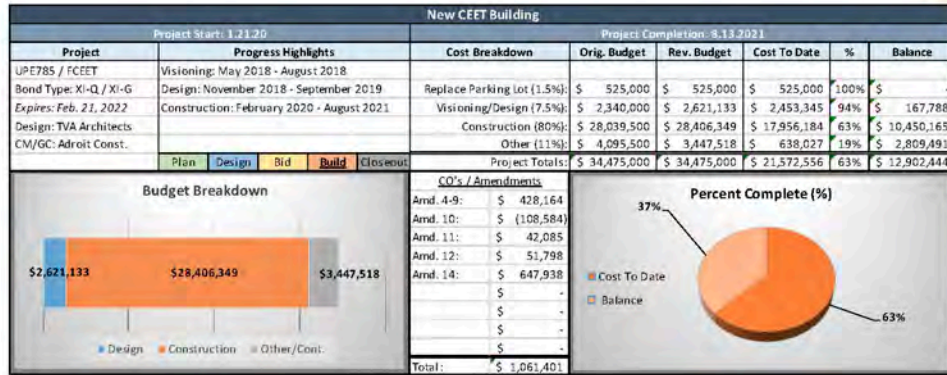 New CEET Building
Project Start: 1.21.20 Project Completion: 8.13.2021
Project Progress Highlights Cost Breakdown Orig. Budget Rev. Budget Cost To Date % Balance
UPE785 / FCEET Visioning: May 2018 - August 2018
Bond Type: XI-Q / XI-G Design: November 2018 - September 2019 Replace Parking Lot (1.5%): $ 525,000 $ 525,000 $ 525,000 100% $ -
Expires: Feb. 21, 2022 Construction: February 2020 - August 2021 Visioning/Design (7.5%): $ 2,340,000 $ 2,621,133 $ 2,453,345 94% $ 167,788
Design: TVA Architects Construction (80%): $ 28,039,500 $ 28,406,349 $ 17,956,184 63% $ 10,450,165
CM/GC: Adroit Const. Other (11%): $ 4,095,500 $ 3,447,518 $ 638,027 19% $ 2,809,491
Plan Design Bid Build Closeout Project Totals: $ 34,475,000 $ 34,475,000 $ 21,572,556 63% $ 12,902,444
Budget Breakdown
$2,621,133 $28,406,349 $3,447,518
Design Construction Other/Cont.
CO's / Amendments
Amd. 4-9: $ 428,164
Amd. 10: $ (108,584)
Amd. 11: $ 42,085
Amd. 12: $ 51,798
Amd. 14: $ 647,938
$ -
$ -
$ -
$ -
Total: $ 1,061,401
Percent Complete (%)
37%
Cost To Date
Balance
63%